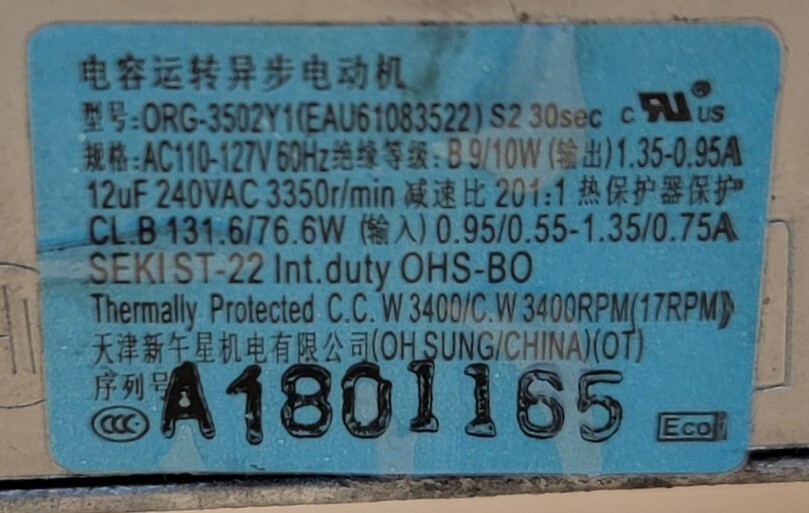 电容运转异步电动机
型号:ORG-3502Y1(EAU61083522) S2 30sec c RU® US
规格:AC110-127V 60Hz绝缘等级:B 9/10W (输出)1.35-0.95A
12uF 240VAC 3350r/min 减速比 201:1 热保护器保护
CL.B 131.6/76.6W (输入) 0.95/0.55-1.35/0.75A
SEKI ST-22 Int.duty OHS-BO
Thermally Protected C.C.W 3400/C.W 3400RPM(17RPM)
天津新午星机电有限公司(OH SUNG/CHINA)(OT)
序列号 A1801165
CCC Eco